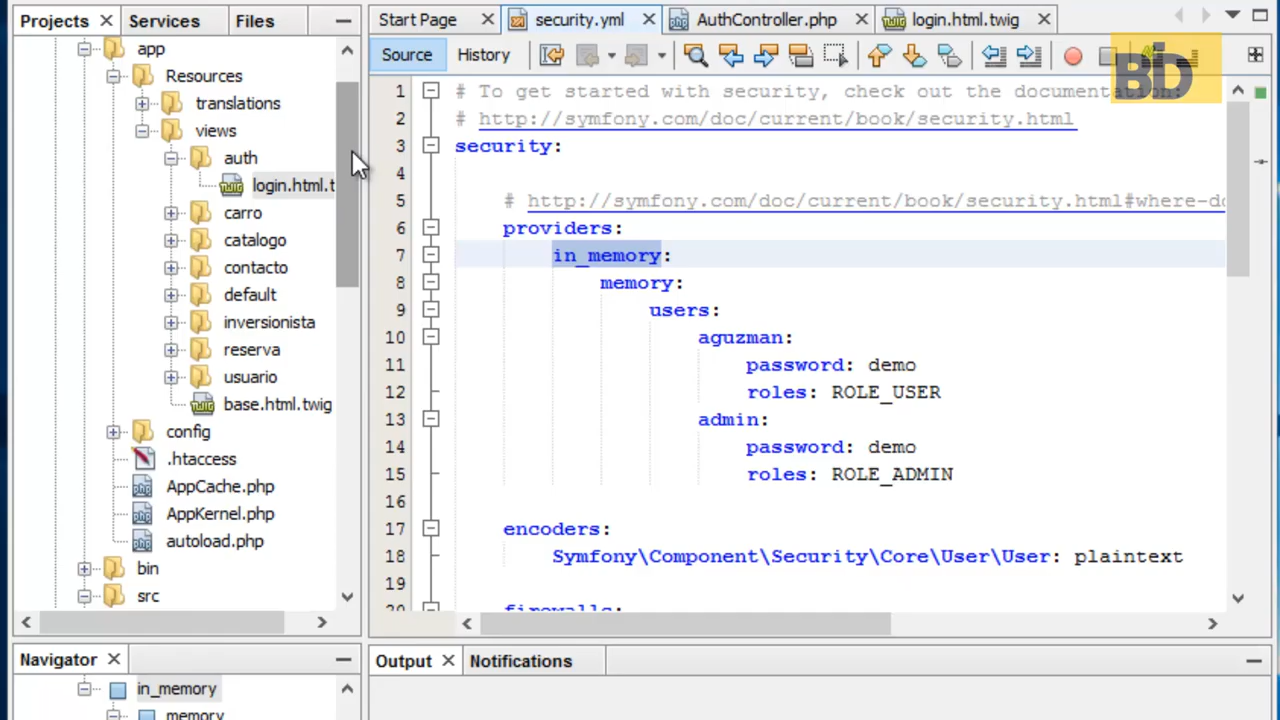 Projects
Services
Files
app
Resources
translations
views
auth
login.html.t
carro
catalogo
contacto
default
inversionista
reserva
usuario
base.html.twig
config
.htaccess
AppCache.php
AppKernel.php
autoload.php
bin
src
Navigator
in_memory
memory
Start Page
security.yml
AuthController.php
login.html.twig
Source
History
BD
1 # To get started with security, check out the documentation:
2 # http://symfony.com/doc/current/book/security.html
3 security:
4
5 # http://symfony.com/doc/current/book/security.html#where-do
6 providers:
7 in_memory:
8 memory:
9 users:
10 aguzman:
11 password: demo
12 roles: ROLE_USER
13 admin:
14 password: demo
15 roles: ROLE_ADMIN
16
17 encoders:
18 Symfony\Component\Security\Core\User\User: plaintext
19
20 firewalls:
Output
Notifications